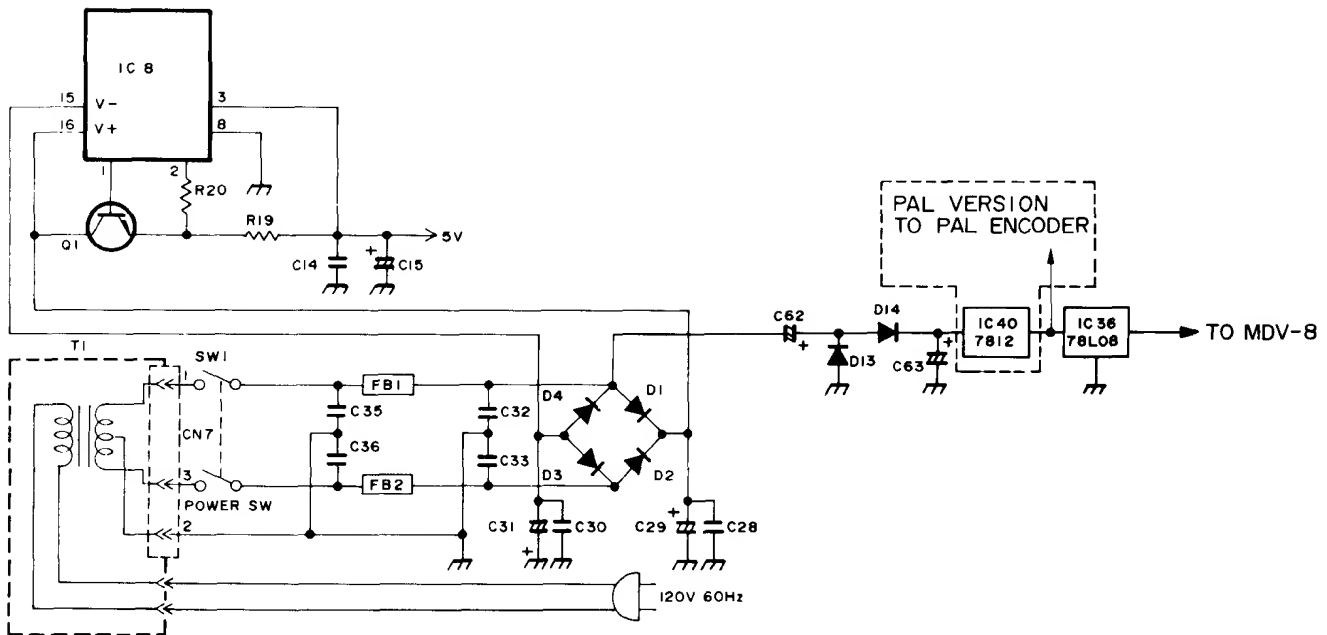 IC 8
15 V-
16 V+
3
8
1
2
R20
R19
Q1
5V
C14
+ C15
PAL VERSION
TO PAL ENCODER
C62
+
D14
D13
+
C63
IC40
7812
IC36
78L08
TO MDV-8
T1
SW1
1
FB1
C35
C32
D4
D1
CN7
C36
C33
D3
D2
3
FB2
POWER SW
2
C31
+
C30
+
C29
C28
120V 60Hz